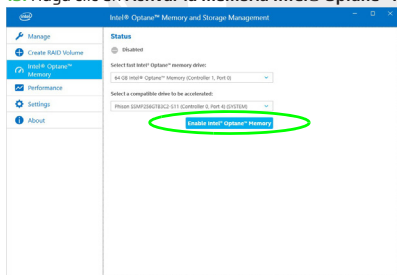 intel
Intel® Optane™ Memory and Storage Management
Manage
Status
Create RAID Volume
Disabled
Intel® Optane™
Memory
Select fast Intel® Optane™ memory drive:
64 GB Intel® Optane™ Memory (Controller 1, Port 0)
Performance
Select a compatible drive to be accelerated:
Settings
Phison SSMP256GTB3C2-S11 (Controller 0, Port 4) (SYSTEM)
About
Enable Intel® Optane™ Memory